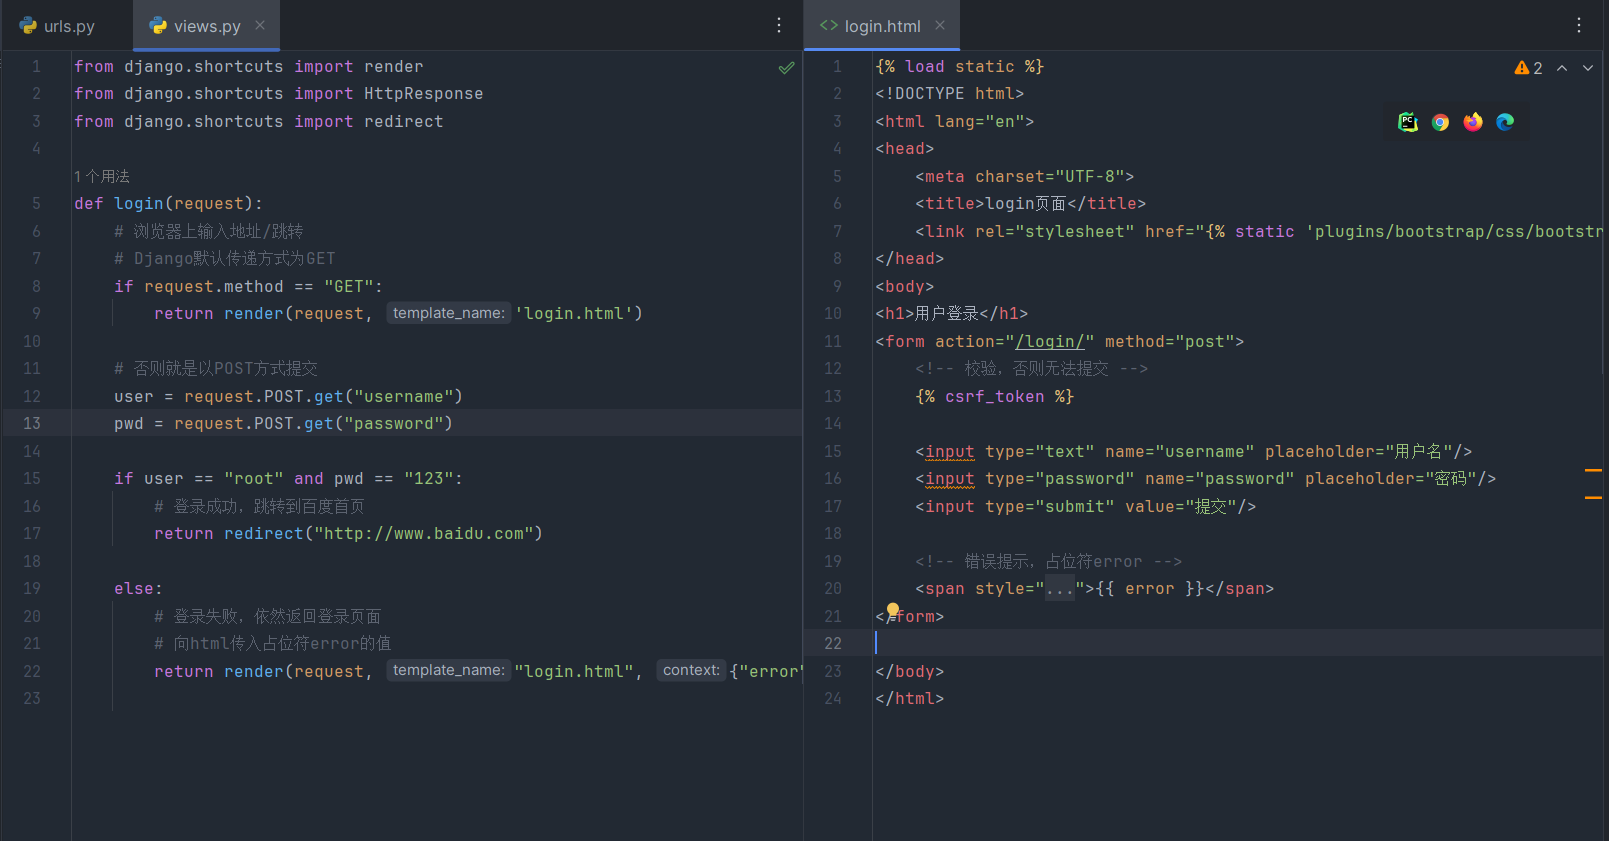 urls.py
views.py
1 from django.shortcuts import render
2 from django.shortcuts import HttpResponse
3 from django.shortcuts import redirect
4
1 个用法
5 def login(request):
6 # 浏览器上输入地址/跳转
7 # Django默认传递方式为GET
8 if request.method == "GET":
9 return render(request, template_name: 'login.html')
10
11 # 否则就是以POST方式提交
12 user = request.POST.get("username")
13 pwd = request.POST.get("password")
14
15 if user == "root" and pwd == "123":
16 # 登录成功，跳转到百度首页
17 return redirect("http://www.baidu.com")
18
19 else:
20 # 登录失败，依然返回登录页面
21 # 向html传入占位符error的值
22 return render(request, template_name: "login.html", context: {"error"
23
login.html
2
PC
1 {% load static %}
2 <!DOCTYPE html>
3 <html lang="en">
4 <head>
5 <meta charset="UTF-8">
6 <title>login页面</title>
7 <link rel="stylesheet" href="{% static 'plugins/bootstrap/css/bootstr
8 </head>
9 <body>
10 <h1>用户登录</h1>
11 <form action="/login/" method="post">
12 <!-- 校验，否则无法提交 -->
13 {% csrf_token %}
14
15 <input type="text" name="username" placeholder="用户名"/>
16 <input type="password" name="password" placeholder="密码"/>
17 <input type="submit" value="提交"/>
18
19 <!-- 错误提示，占位符error -->
20 <span style="...">{{ error }}</span>
21 </form>
22
23 </body>
24 </html>